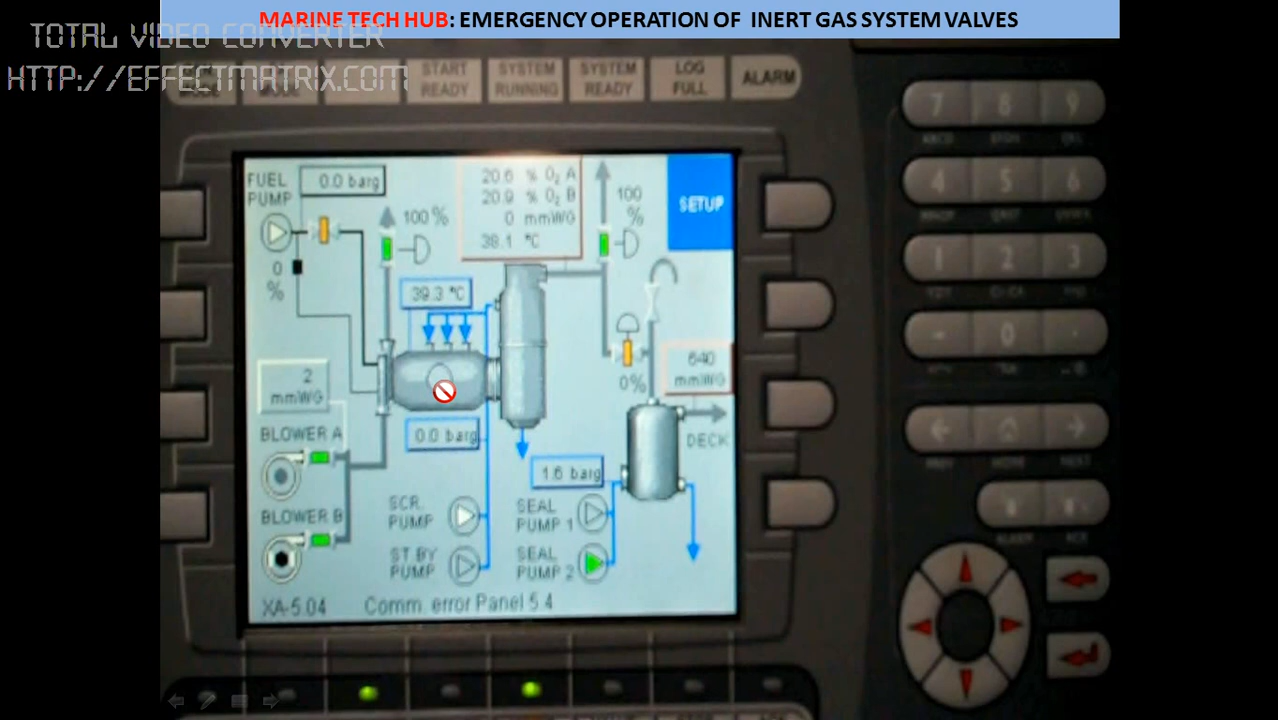 MARINE TECH HUB: EMERGENCY OPERATION OF INERT GAS SYSTEM VALVES
TOTAL VIDEO CONVERTER
HTTP://EFFECTMATRIX.COM
MODE
MODE
START READY
SYSTEM RUNNING
SYSTEM READY
LOG FULL
ALARM
FUEL PUMP
0.0 barg
20.6 % O₂ A
20.9 % O₂ B
0 mmWG
38.1 °C
100 %
100 %
SETUP
0 %
39.3 °C
0%
640 mmWG
2 mmWG
DECK
BLOWER A
0.0 barg
1.6 barg
BLOWER B
SCR. PUMP
SEAL PUMP 1
ST.BY PUMP
SEAL PUMP 2
XA-5.04 Comm. error Panel 5.4
7 8 9
4 5 6
1 2 3
- 0 .